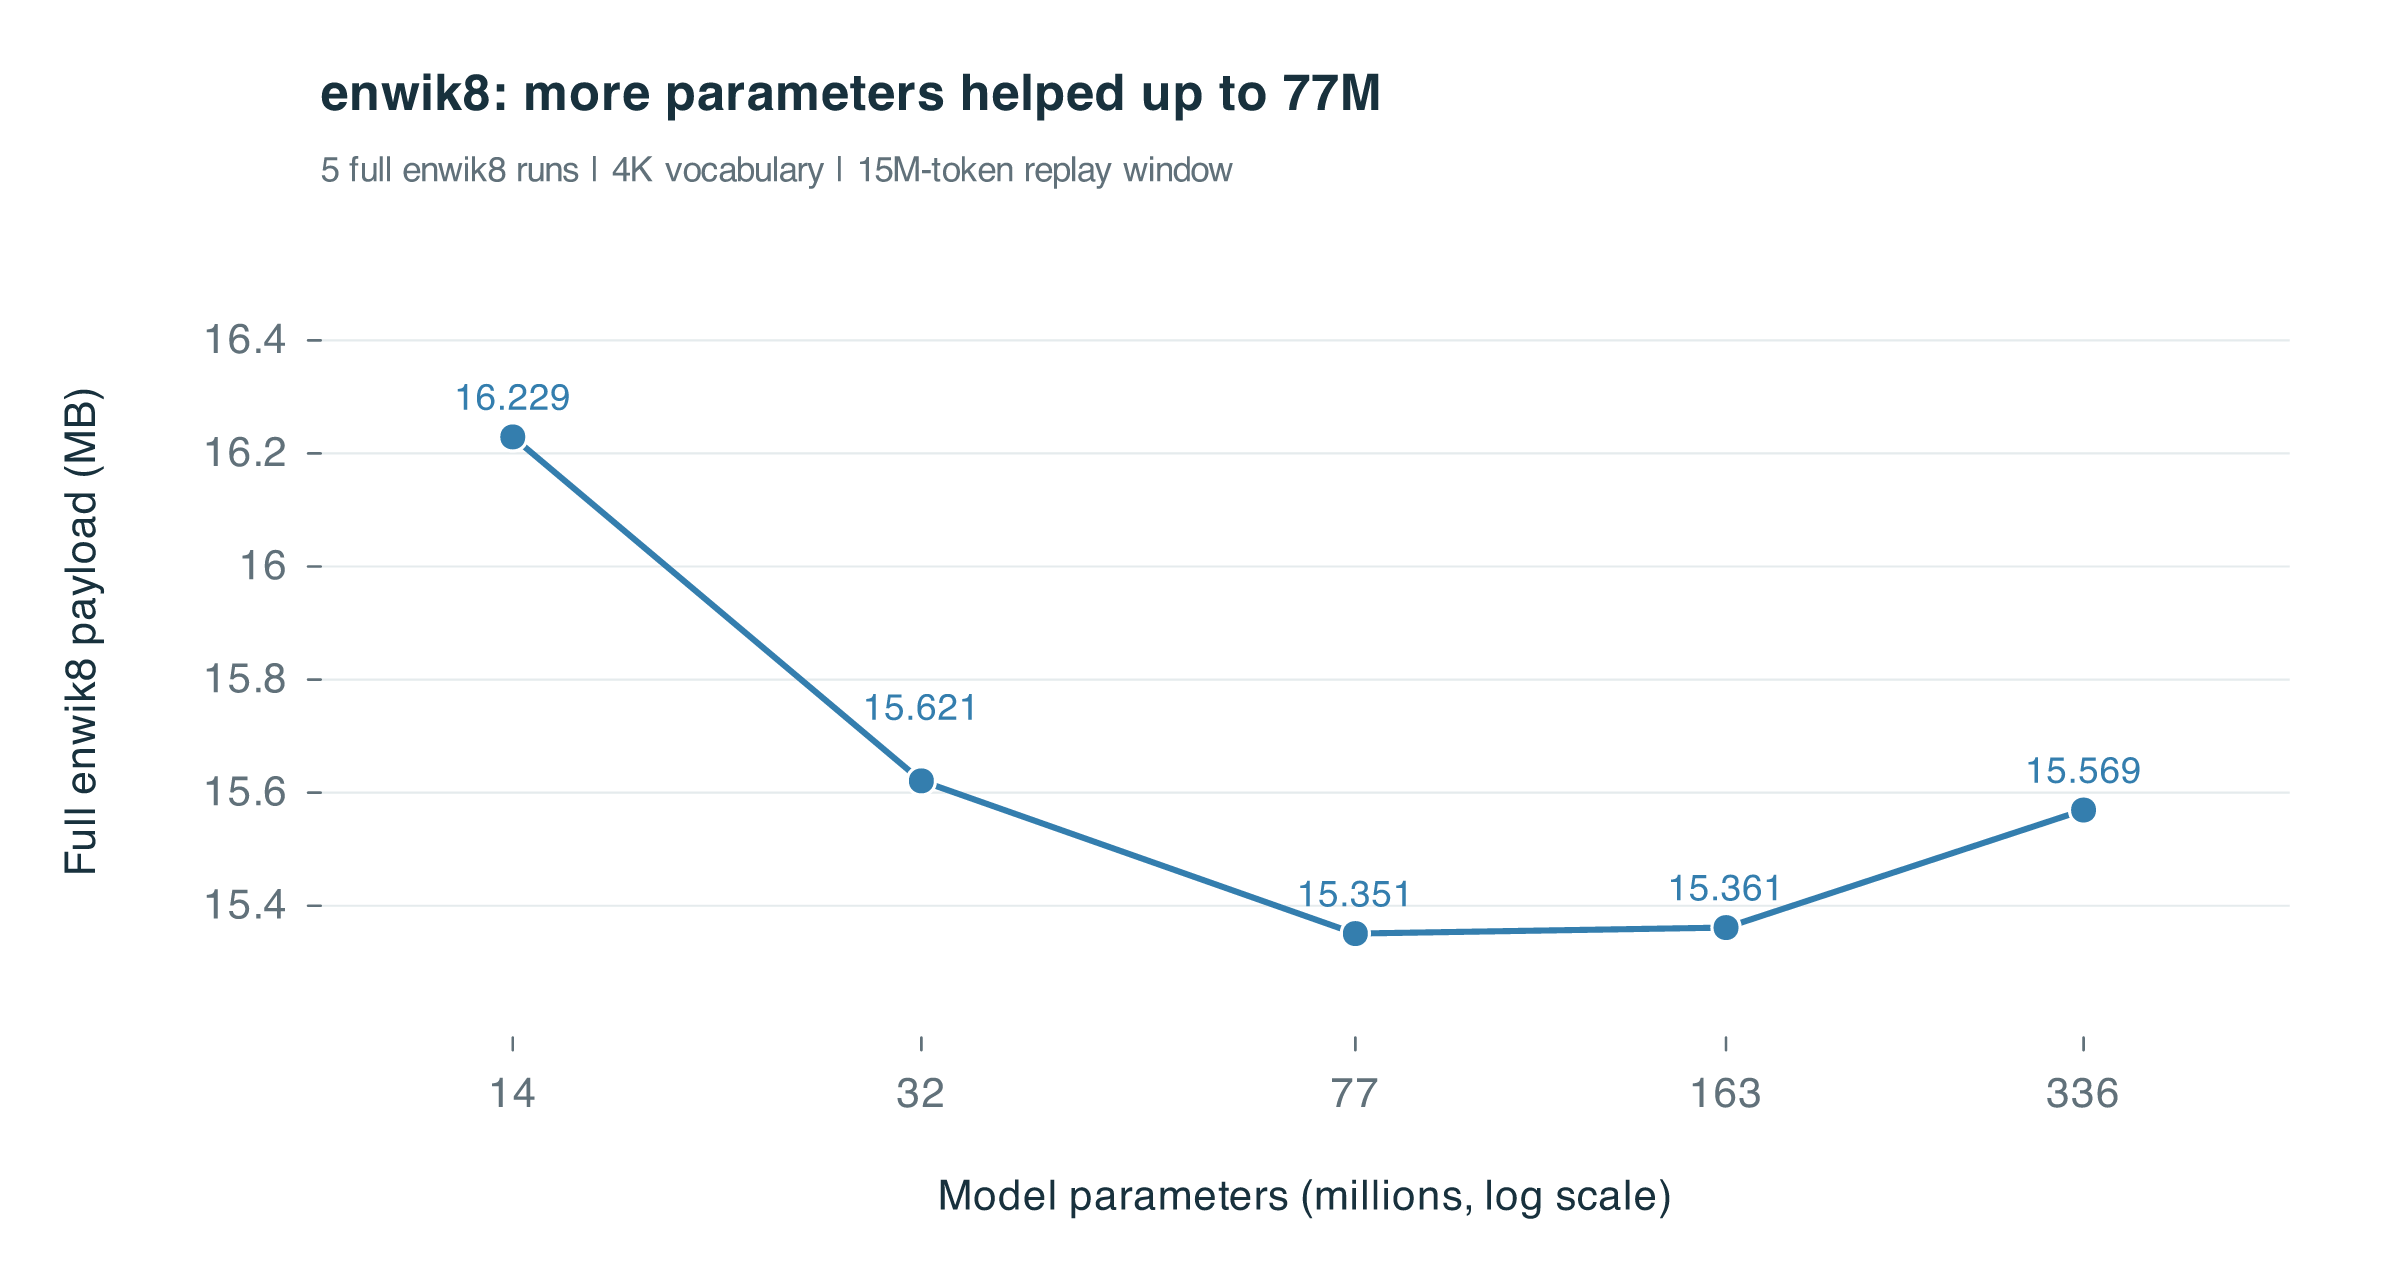 enwik8: more parameters helped up to 77M
5 full enwik8 runs | 4K vocabulary | 15M-token replay window
Full enwik8 payload (MB)
16.4
16.2
16
15.8
15.6
15.4
16.229
15.621
15.351
15.361
15.569
14 32 77 163 336
Model parameters (millions, log scale)